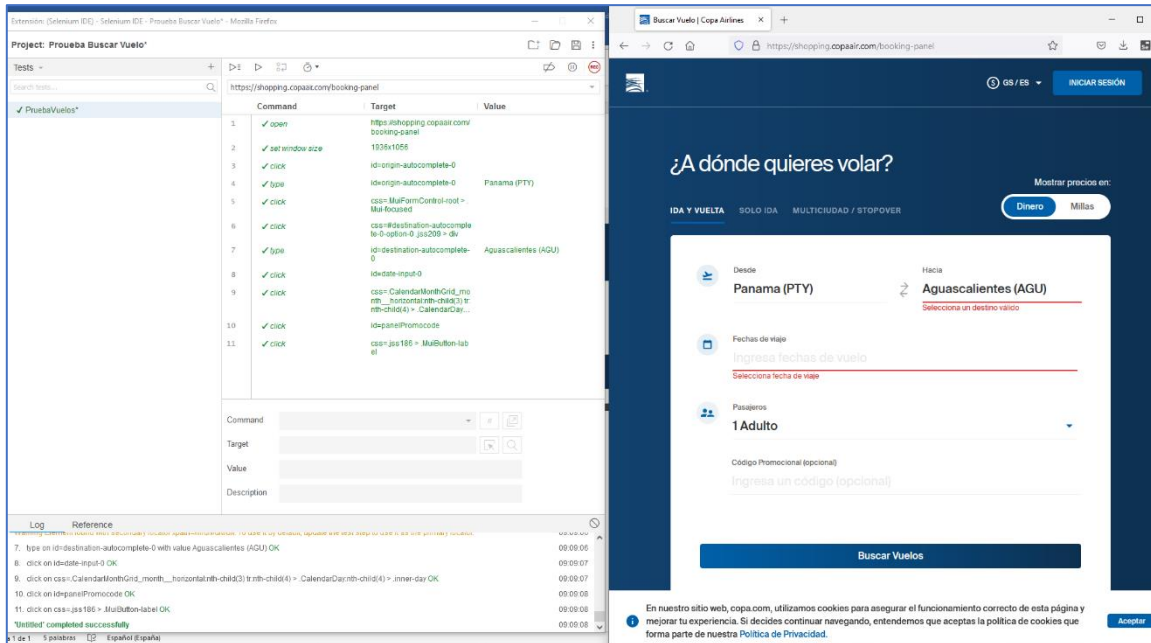 Extensión: (Selenium IDE) - Selenium IDE - Proueba Buscar Vuelo* - Mozilla Firefox
Project: Proueba Buscar Vuelo*
Tests
Search tests...
✓ PruebaVuelos*
https://shopping.copaair.com/booking-panel
Command Target Value
1 ✓ open https://shopping.copaair.com/
booking-panel
2 ✓ set window size 1936x1056
3 ✓ click id=origin-autocomplete-0
4 ✓ type id=origin-autocomplete-0 Panama (PTY)
5 ✓ click css=.MuiFormControl-root > .
Mui-focused
6 ✓ click css=#destination-autocomple
te-0-option-0 .jss209 > div
7 ✓ type id=destination-autocomplete-
0 Aguascalientes (AGU)
8 ✓ click id=date-input-0
9 ✓ click css=.CalendarMonthGrid_mo
nth__horizontal:nth-child(3) tr:
nth-child(4) > .CalendarDay...
10 ✓ click id=panelPromocode
11 ✓ click css=.jss186 > .MuiButton-lab
el
Command
Target
Value
Description
Log Reference
7. type on id=destination-autocomplete-0 with value Aguascalientes (AGU) OK 09:09:06
8. click on id=date-input-0 OK 09:09:07
9. click on css=.CalendarMonthGrid_month__horizontal:nth-child(3) tr:nth-child(4) > .CalendarDay:nth-child(4) > .inner-day OK 09:09:07
10. click on id=panelPromocode OK 09:09:08
11. click on css=.jss186 > .MuiButton-label OK 09:09:08
'Untitled' completed successfully 09:09:08
1 de 1 5 palabras Español (España)
Buscar Vuelo | Copa Airlines
https://shopping.copaair.com/booking-panel
GS / ES INICIAR SESIÓN
¿A dónde quieres volar?
Mostrar precios en:
IDA Y VUELTA SOLO IDA MULTICIUDAD / STOPOVER Dinero Millas
Desde Hacia
Panama (PTY) Aguascalientes (AGU)
Selecciona un destino válido
Fechas de viaje
Ingresa fechas de vuelo
Selecciona fecha de viaje
Pasajeros
1 Adulto
Código Promocional (opcional)
Ingresa un código (opcional)
Buscar Vuelos
En nuestro sitio web, copa.com, utilizamos cookies para asegurar el funcionamiento correcto de esta página y
mejorar tu experiencia. Si decides continuar navegando, entendemos que aceptas la política de cookies que
forma parte de nuestra Política de Privacidad.
Aceptar